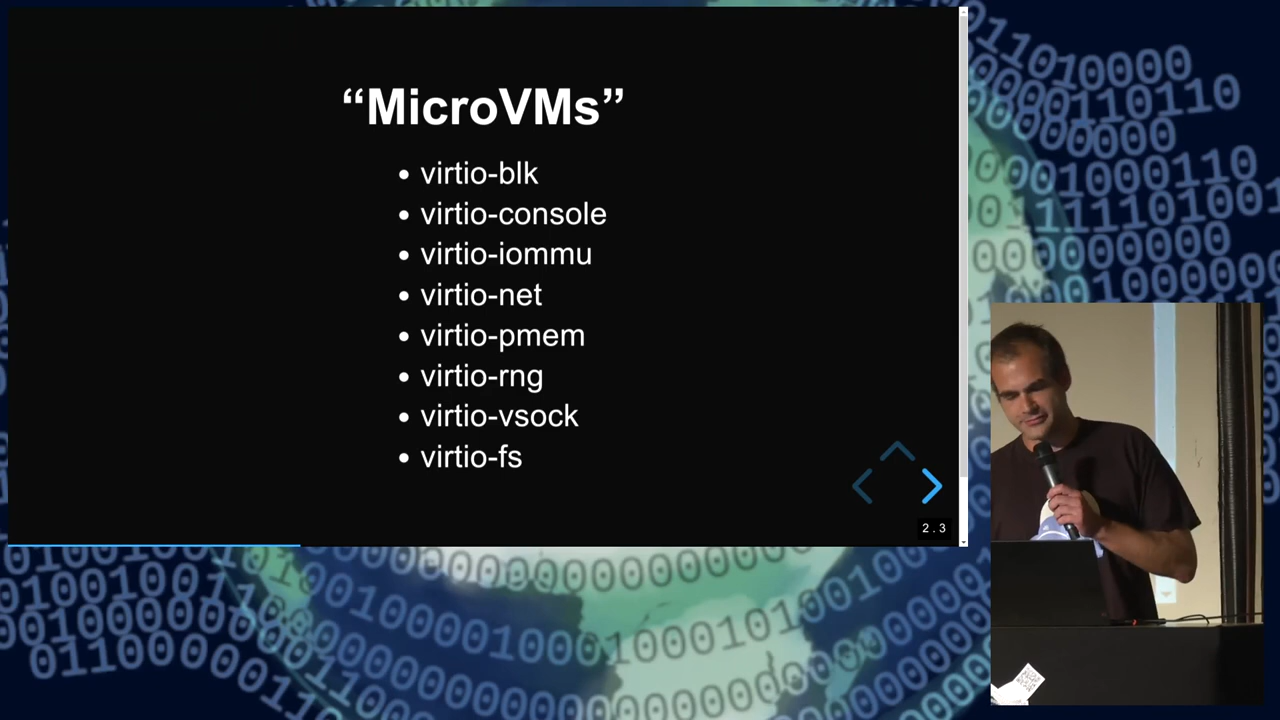 “MicroVMs”
• virtio-blk
• virtio-console
• virtio-iommu
• virtio-net
• virtio-pmem
• virtio-rng
• virtio-vsock
• virtio-fs
2.3